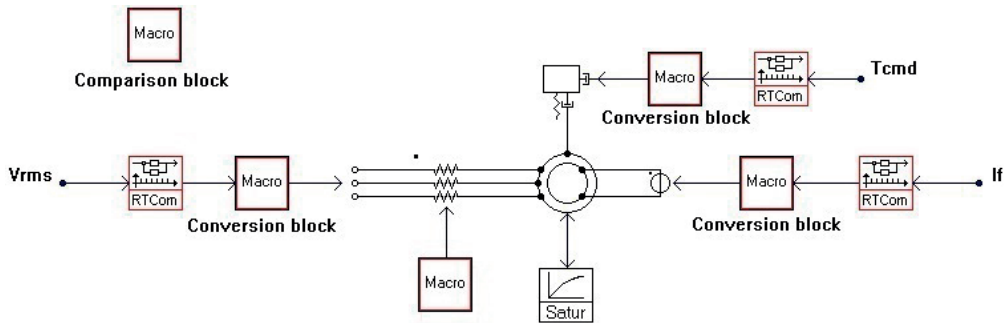 Macro
Comparison block
Macro
Conversion block
RTCom
Tcmd
Vrms
RTCom
Macro
Conversion block
Macro
Conversion block
RTCom
If
Macro
Satur